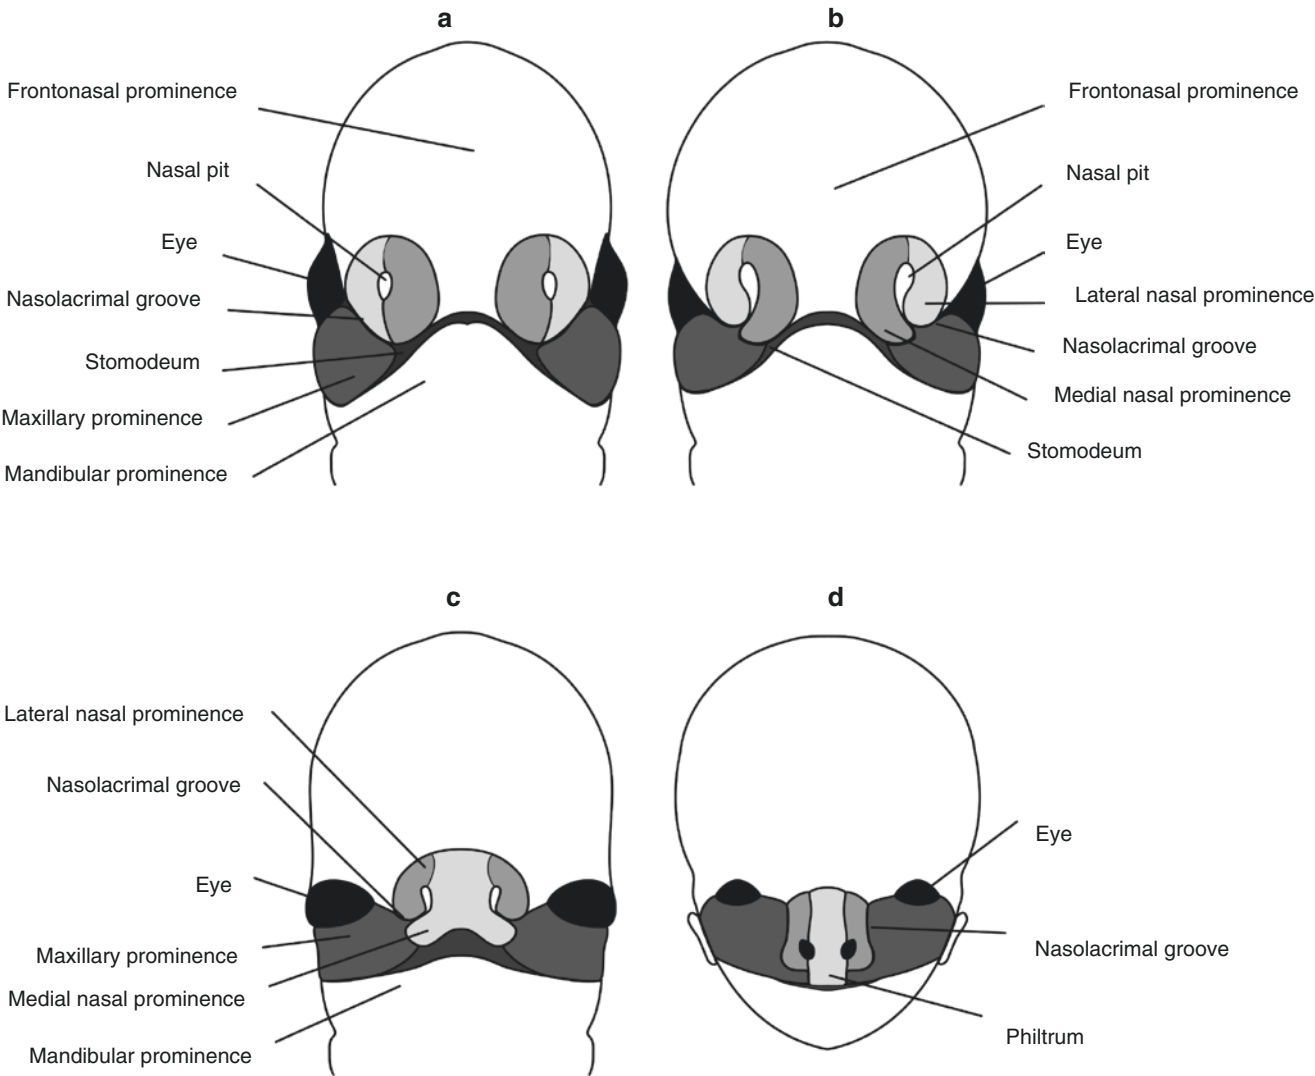 a
Frontonasal prominence
Nasal pit
Eye
Nasolacrimal groove
Stomodeum
Maxillary prominence
Mandibular prominence
b
Frontonasal prominence
Nasal pit
Eye
Lateral nasal prominence
Nasolacrimal groove
Medial nasal prominence
Stomodeum
c
Lateral nasal prominence
Nasolacrimal groove
Eye
Maxillary prominence
Medial nasal prominence
Mandibular prominence
d
Eye
Nasolacrimal groove
Philtrum